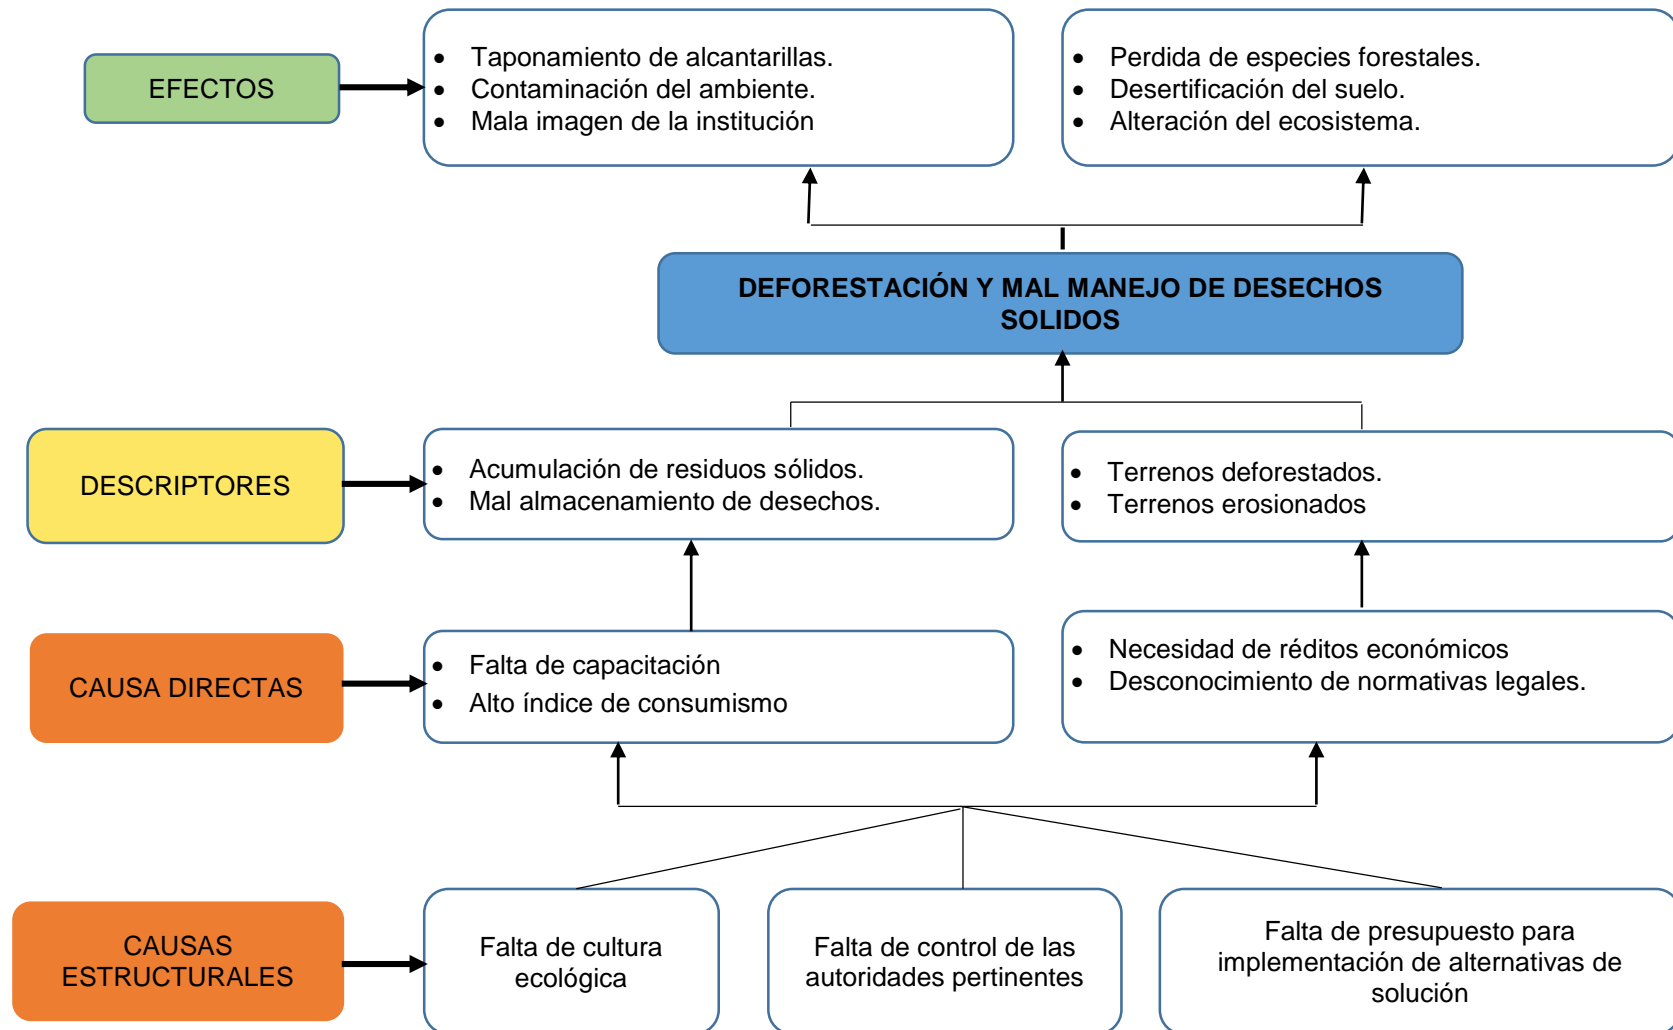 EFECTOS
• Taponamiento de alcantarillas.
• Contaminación del ambiente.
• Mala imagen de la institución
• Perdida de especies forestales.
• Desertificación del suelo.
• Alteración del ecosistema.
DEFORESTACIÓN Y MAL MANEJO DE DESECHOS
SOLIDOS
DESCRIPTORES
• Acumulación de residuos sólidos.
• Mal almacenamiento de desechos.
• Terrenos deforestados.
• Terrenos erosionados
CAUSA DIRECTAS
• Falta de capacitación
• Alto índice de consumismo
• Necesidad de réditos económicos
• Desconocimiento de normativas legales.
CAUSAS
ESTRUCTURALES
Falta de cultura
ecológica
Falta de control de las
autoridades pertinentes
Falta de presupuesto para
implementación de alternativas de
solución